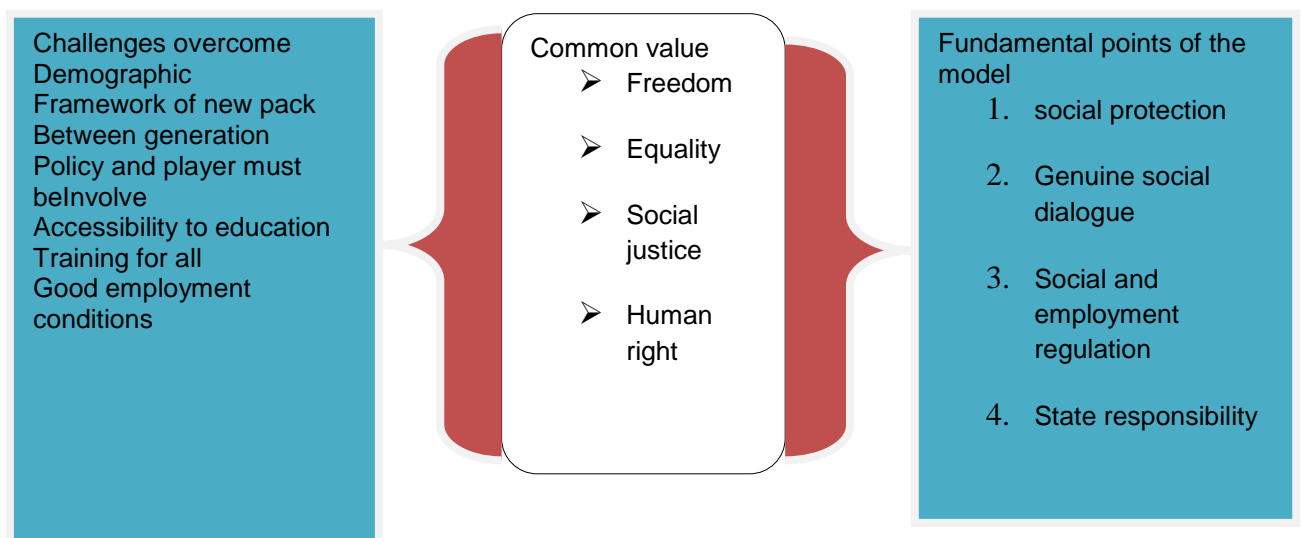 Challenges overcome
Demographic
Framework of new pack
Between generation
Policy and player must
beInvolve
Accessibility to education
Training for all
Good employment
conditions
Common value
➢ Freedom
➢ Equality
➢ Social
justice
➢ Human
right
Fundamental points of the
model
1. social protection
2. Genuine social
dialogue
3. Social and
employment
regulation
4. State responsibility